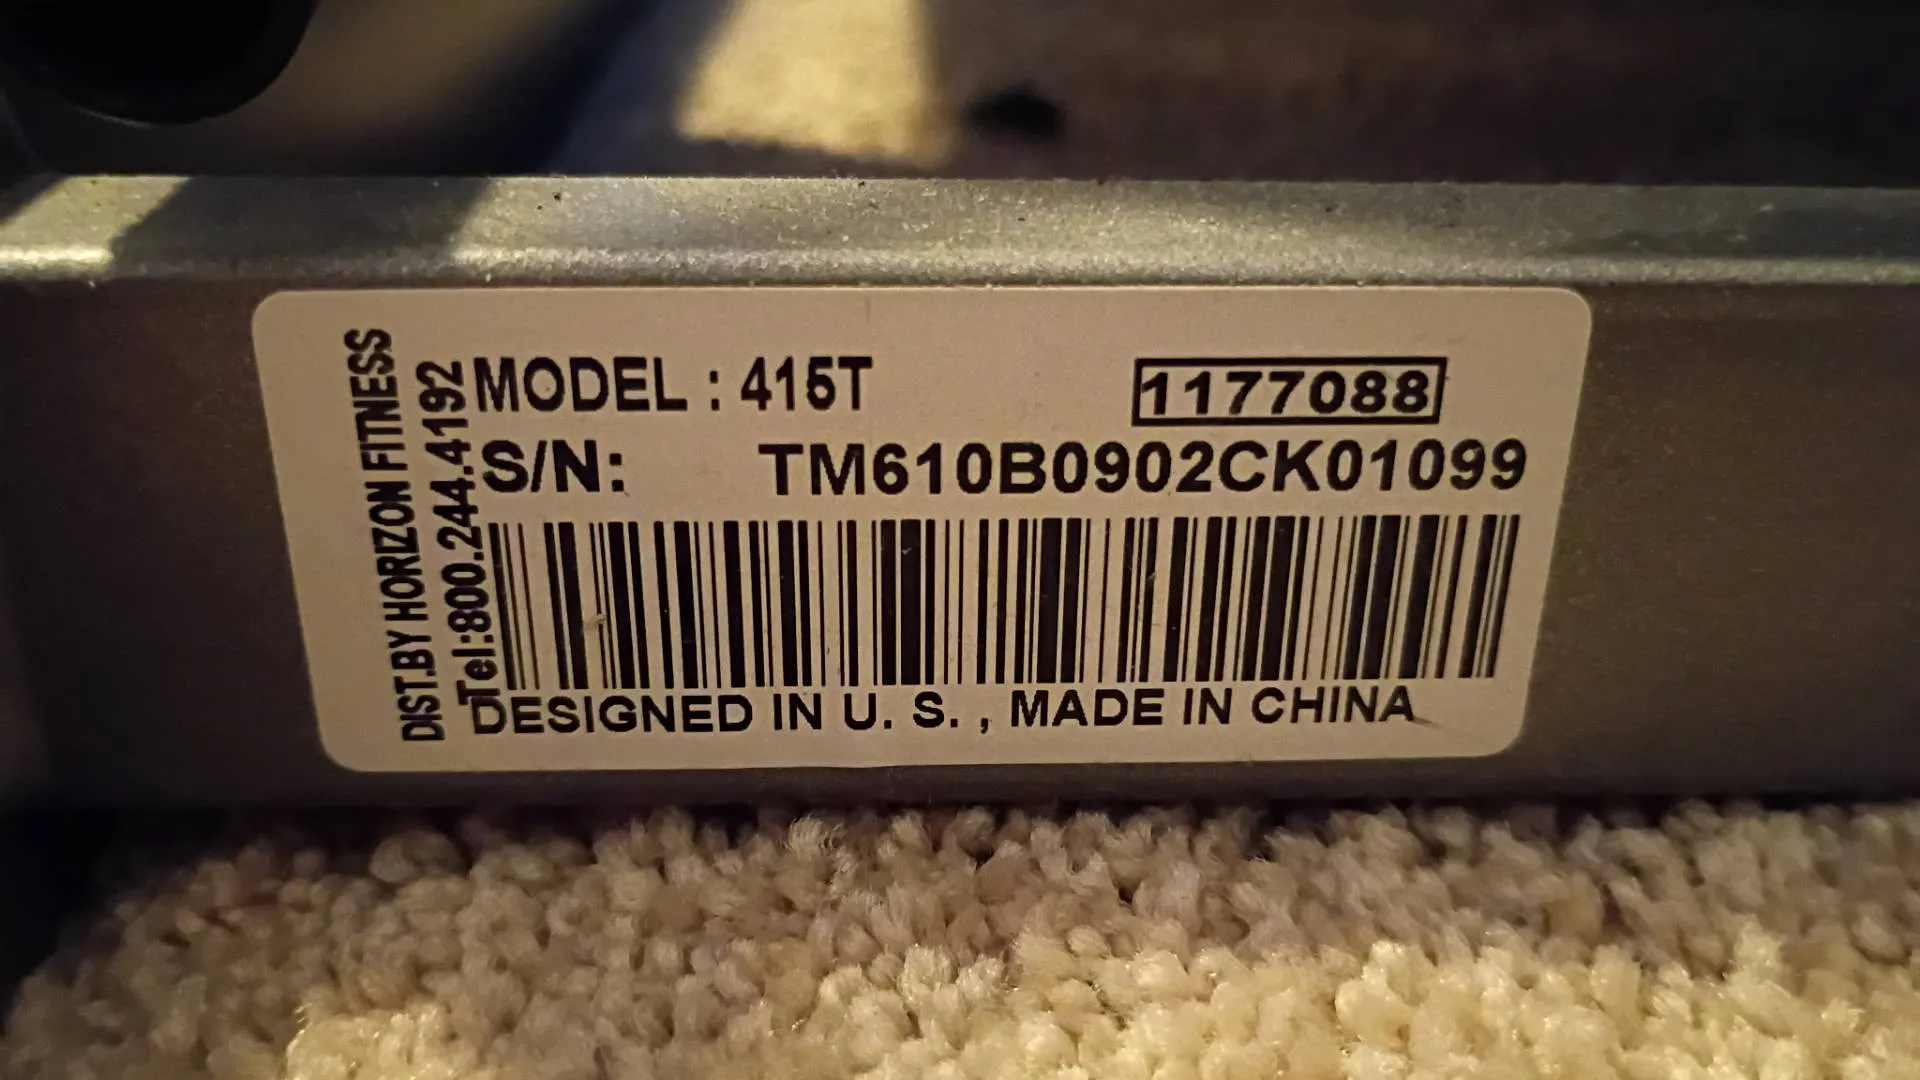 DIST.BY HORIZON FITNESS
Tel:800.244.4192
MODEL : 415T
1177088
S/N: TM610B0902CK01099
DESIGNED IN U. S. , MADE IN CHINA